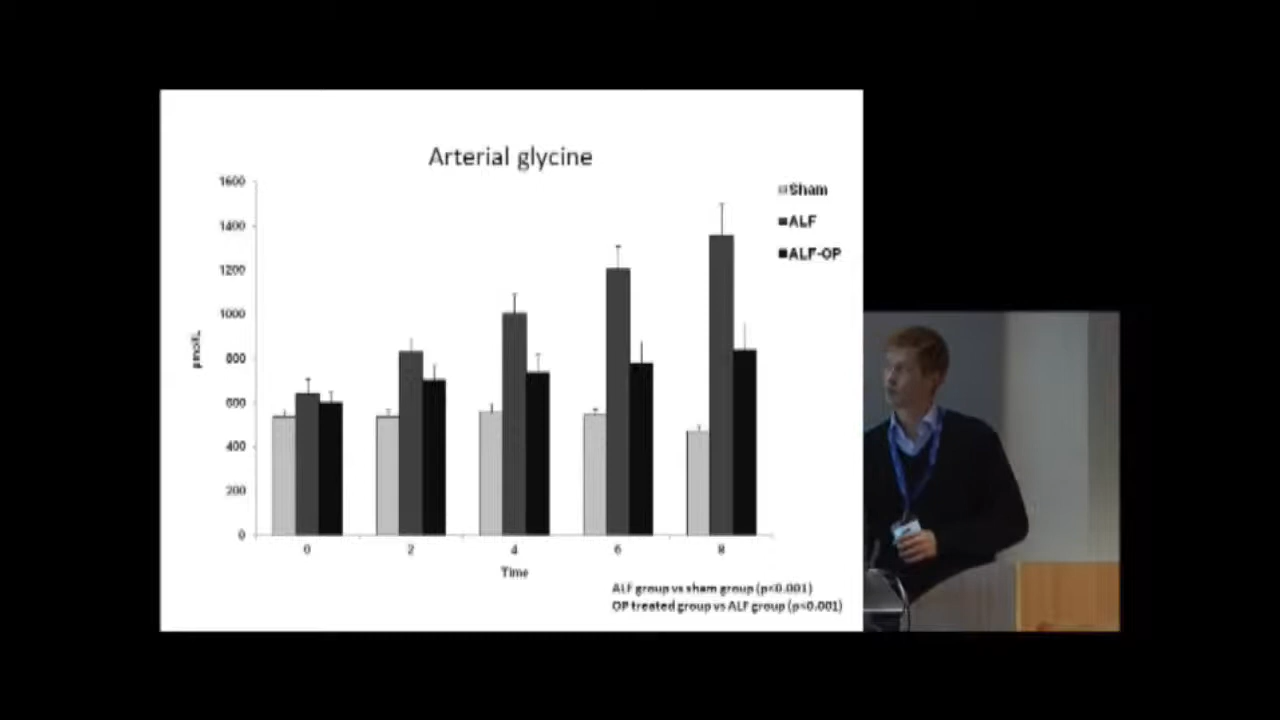 Arterial glycine
1600
1400
1200
1000
800
600
400
200
0
µmol/L
0
2
4
6
8
Time
Sham
ALF
ALF-OP
ALF group vs sham group (p<0.001)
OP treated group vs ALF group (p<0.001)